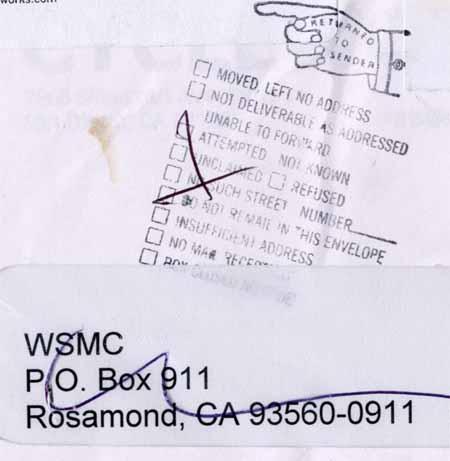 works.com
RETURNED
TO
SENDER
MOVED, LEFT NO ADDRESS
NOT DELIVERABLE AS ADDRESSED
UNABLE TO FORWARD
ATTEMPTED NOT KNOWN
UNCLAIMED REFUSED
NO SUCH STREET NUMBER
DO NOT REMAIL IN THIS ENVELOPE
INSUFFICIENT ADDRESS
NO MAIL
BOX CLOSED
WSMC
P.O. Box 911
Rosamond, CA 93560-0911